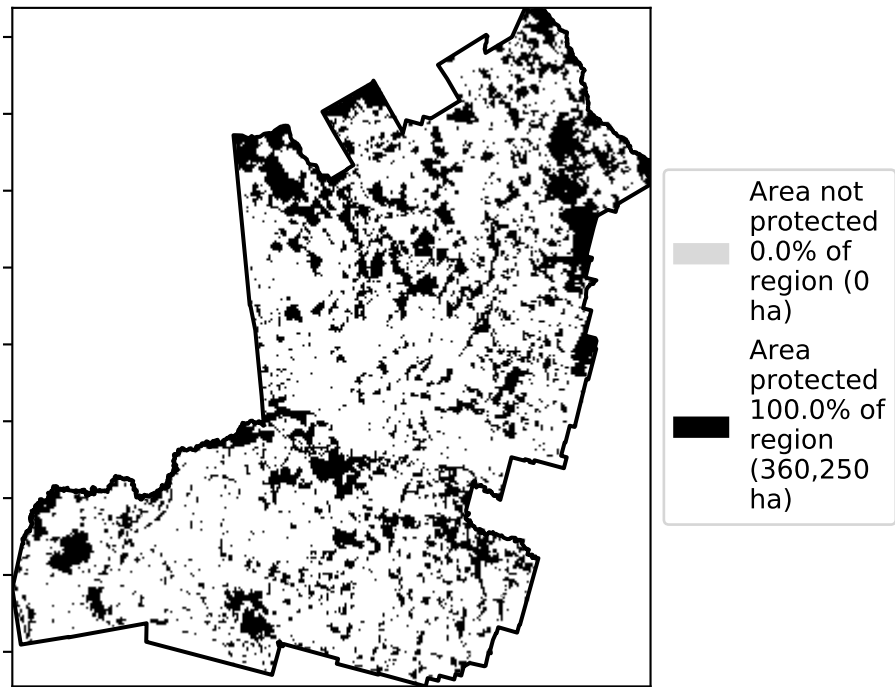 Area not
protected
0.0% of
region (0
ha)
Area
protected
100.0% of
region
(360,250
ha)